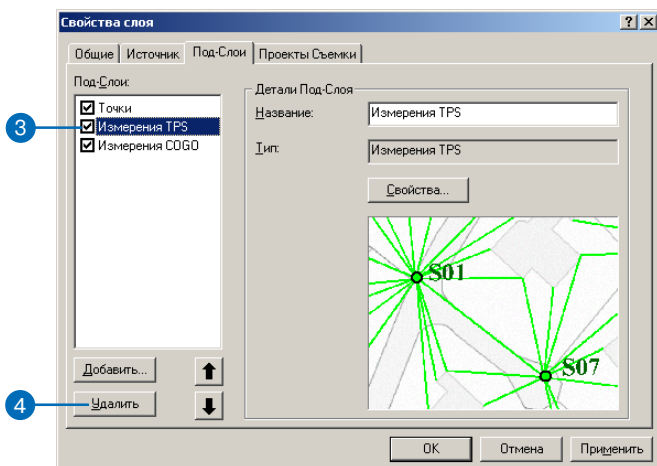 Свойства слоя
Общие Источник Под-Слои Проекты Съемки
Под-Слои:
Точки
3
Измерения TPS
Измерения COGO
Добавить...
4
Удалить
Детали Под-Слоя
Название: Измерения TPS
Тип: Измерения TPS
Свойства...
S01
S07
OK Отмена Применить